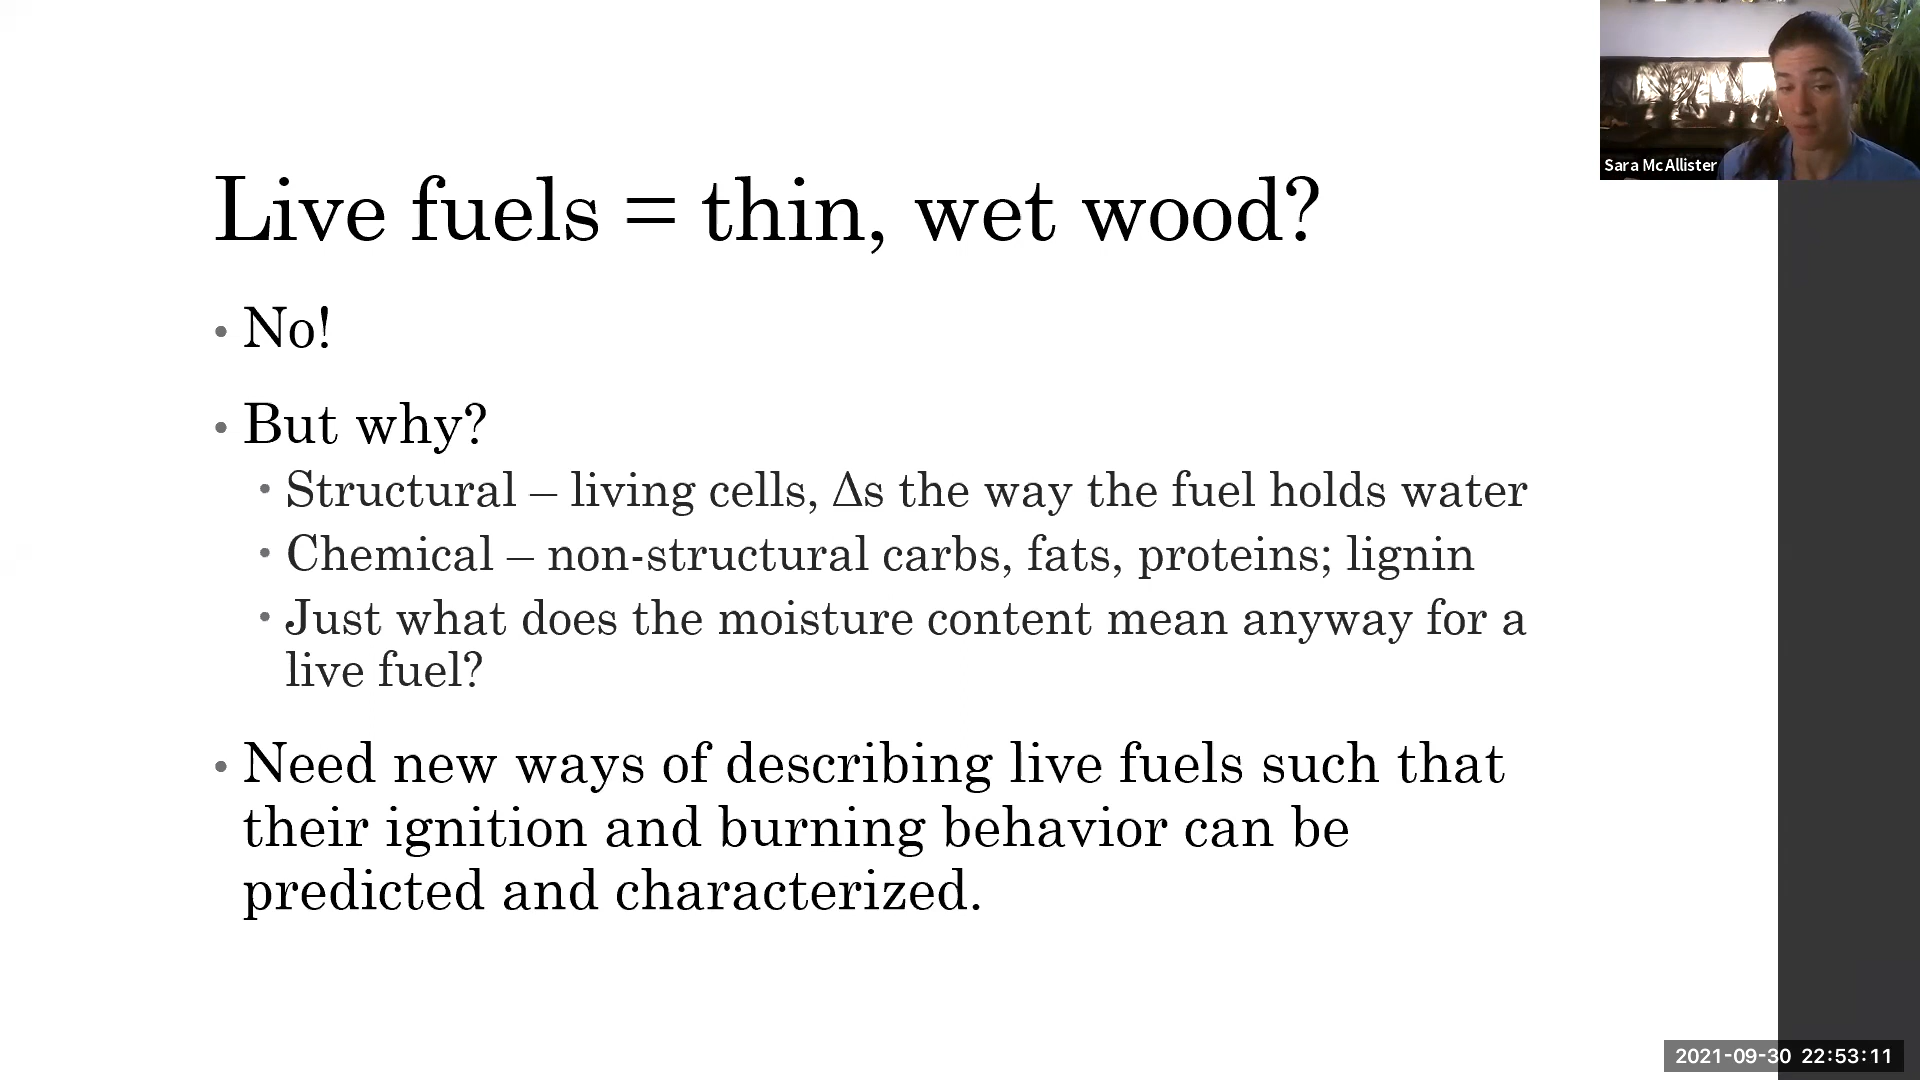 Sara McAllister
Live fuels = thin, wet wood?
• No!
• But why?
• Structural – living cells, Δs the way the fuel holds water
• Chemical – non-structural carbs, fats, proteins; lignin
• Just what does the moisture content mean anyway for a
live fuel?
• Need new ways of describing live fuels such that
their ignition and burning behavior can be
predicted and characterized.
2021-09-30 22:53:11